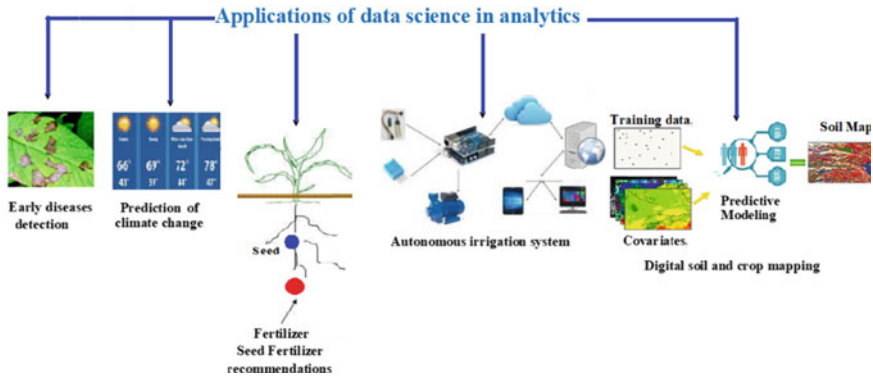 Applications of data science in analytics
66° 69° 72° 78°
43°
Early diseases
detection
Prediction of
climate change
Seed
Fertilizer
Seed Fertilizer
recommendations
Autonomous irrigation system
Training data.
Covariates.
Predictive
Modeling
Soil Map
Digital soil and crop mapping